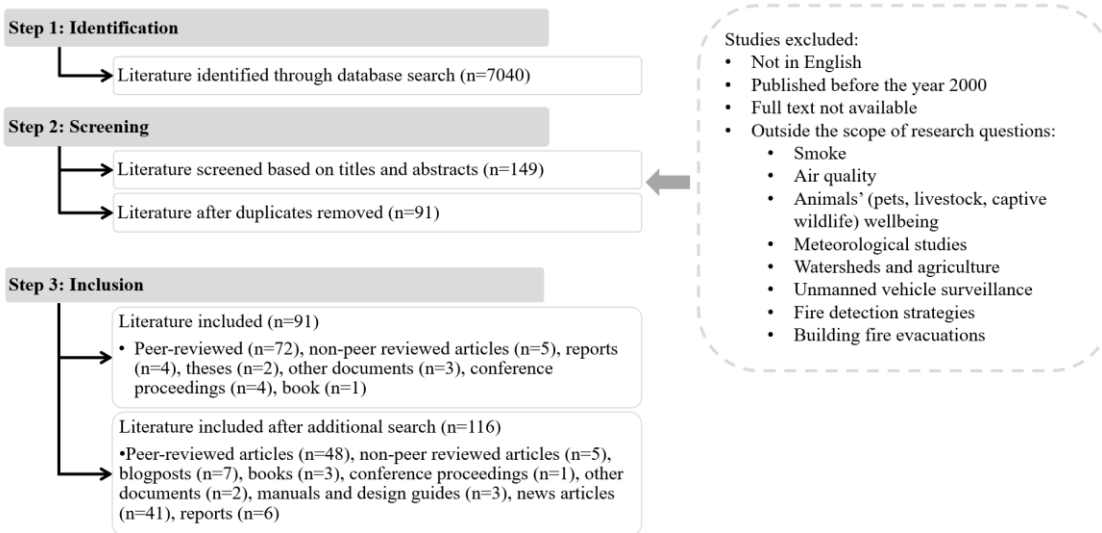 Step 1: Identification
Literature identified through database search (n=7040)
Step 2: Screening
Literature screened based on titles and abstracts (n=149)
Literature after duplicates removed (n=91)
Step 3: Inclusion
Literature included (n=91)
• Peer-reviewed (n=72), non-peer reviewed articles (n=5), reports
(n=4), theses (n=2), other documents (n=3), conference
proceedings (n=4), book (n=1)
Literature included after additional search (n=116)
•Peer-reviewed articles (n=48), non-peer reviewed articles (n=5),
blogposts (n=7), books (n=3), conference proceedings (n=1), other
documents (n=2), manuals and design guides (n=3), news articles
(n=41), reports (n=6)
Studies excluded:
• Not in English
• Published before the year 2000
• Full text not available
• Outside the scope of research questions:
• Smoke
• Air quality
• Animals’ (pets, livestock, captive
wildlife) wellbeing
• Meteorological studies
• Watersheds and agriculture
• Unmanned vehicle surveillance
• Fire detection strategies
• Building fire evacuations